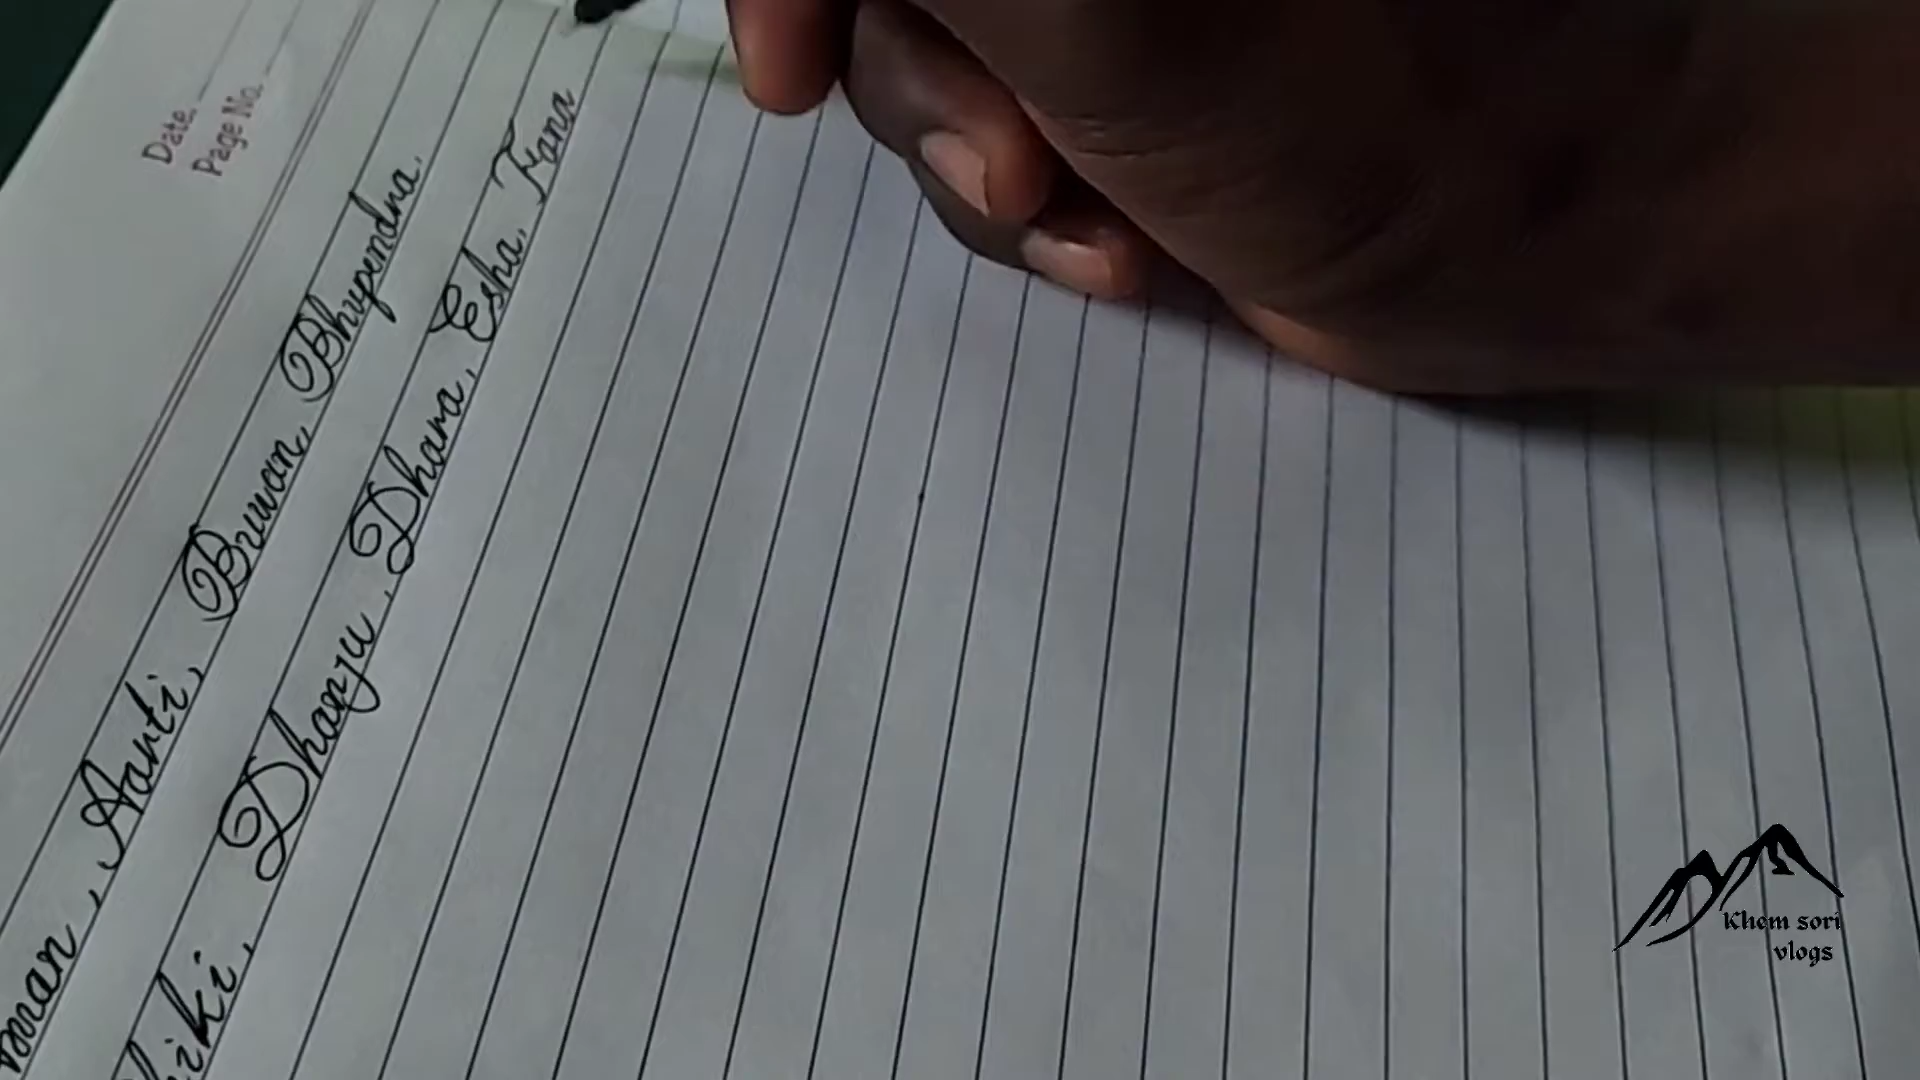 Date.
Page No.
Aarti, Buwan, Bhupendra.
Dhanju, Dhara, Esha, Fana
Khem sori
vlogs